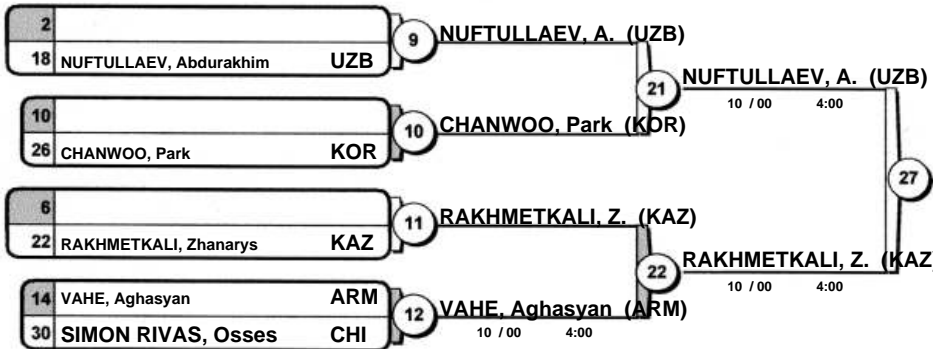 2
18 NUFTULLAEV, Abdurakhim UZB
9
NUFTULLAEV, A. (UZB)
10
26 CHANWOO, Park KOR
10
CHANWOO, Park (KOR)
21
NUFTULLAEV, A. (UZB)
10 / 00 4:00
6
22 RAKHMETKALI, Zhanarys KAZ
11
RAKHMETKALI, Z. (KAZ)
14 VAHE, Aghasyan ARM
30 SIMON RIVAS, Osses CHI
12
VAHE, Aghasyan (ARM)
10 / 00 4:00
22
RAKHMETKALI, Z. (KAZ
10 / 00 4:00
27